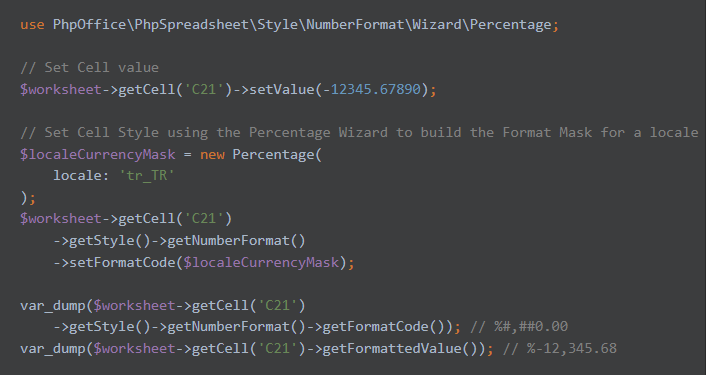 use PhpOffice\PhpSpreadsheet\Style\NumberFormat\Wizard\Percentage;
// Set Cell value
$worksheet->getCell('C21')->setValue(-12345.67890);
// Set Cell Style using the Percentage Wizard to build the Format Mask for a locale
$localeCurrencyMask = new Percentage(
    locale: 'tr_TR'
);
$worksheet->getCell('C21')
    ->getStyle()->getNumberFormat()
    ->setFormatCode($localeCurrencyMask);
var_dump($worksheet->getCell('C21')
    ->getStyle()->getNumberFormat()->getFormatCode()); // %#,##0.00
var_dump($worksheet->getCell('C21')->getFormattedValue()); // %-12,345.68